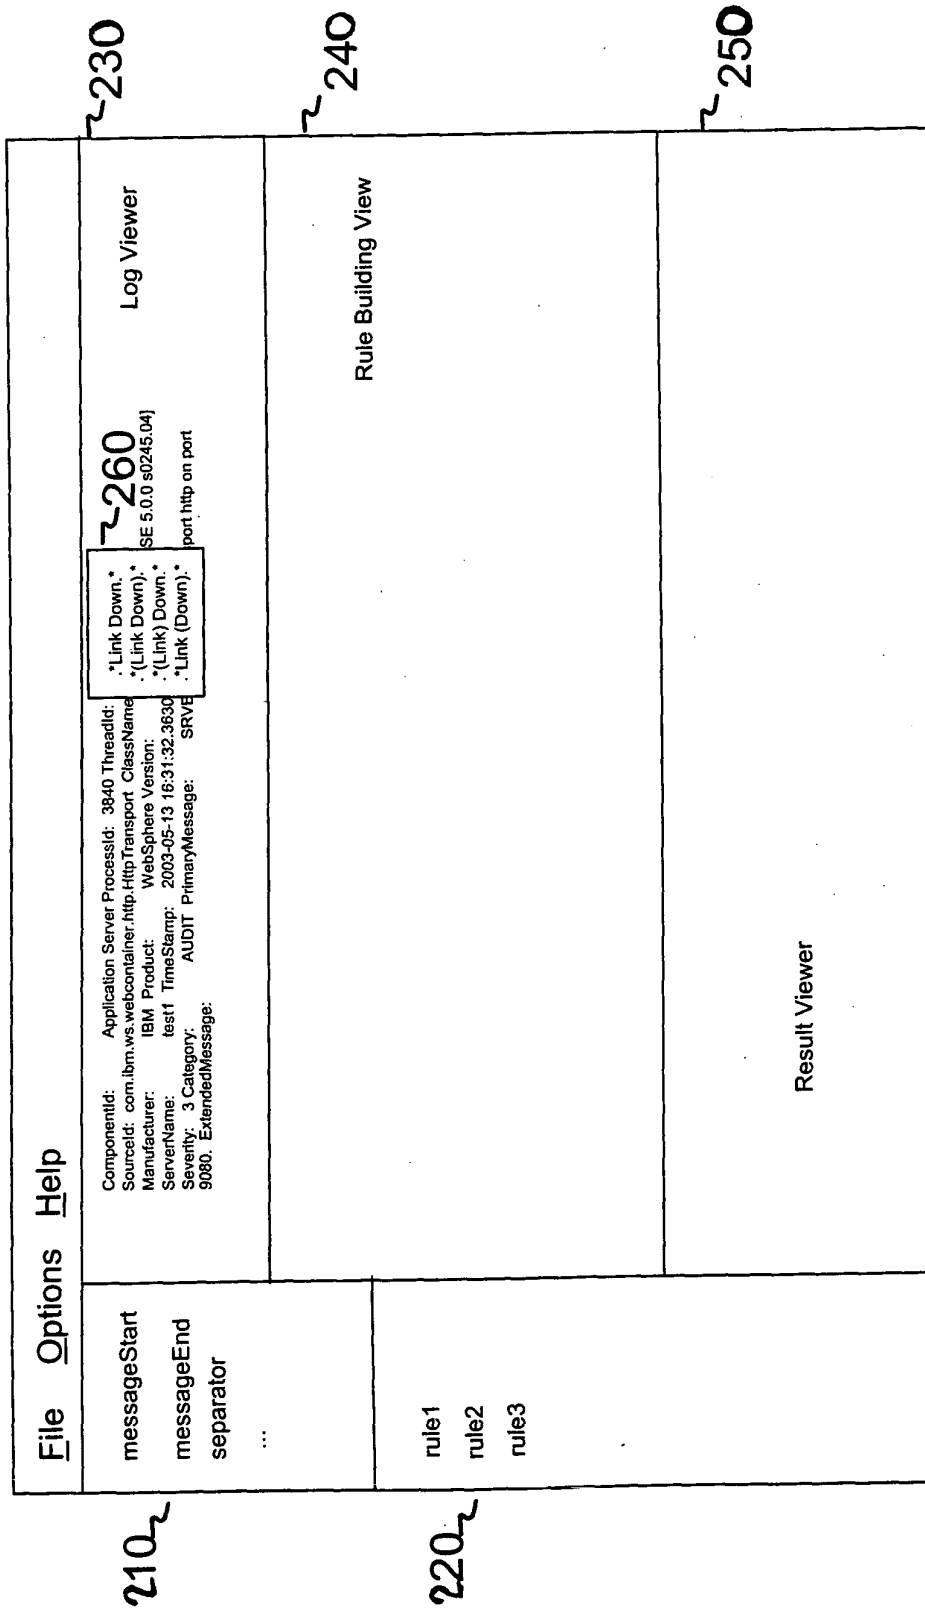 File Options Help
210
messageStart
messageEnd
separator
...
220
rule1
rule2
rule3
230
ComponentId: Application Server ProcessId: 3840 ThreadId:
SourceId: com.ibm.ws.webcontainer.http.HttpTransport ClassName
Manufacturer: IBM Product: WebSphere Version: SE 5.0.0 s0245.04]
ServerName: test1 TimeStamp: 2003-05-13 16:31:32.3630
Severity: 3 Category: AUDIT PrimaryMessage: SRVE port http on port
9080. ExtendedMessage:
260
.*Link Down.*
.*(Link Down).*
.*(Link) Down.*
.*Link (Down).*
Log Viewer
240
Rule Building View
250
Result Viewer